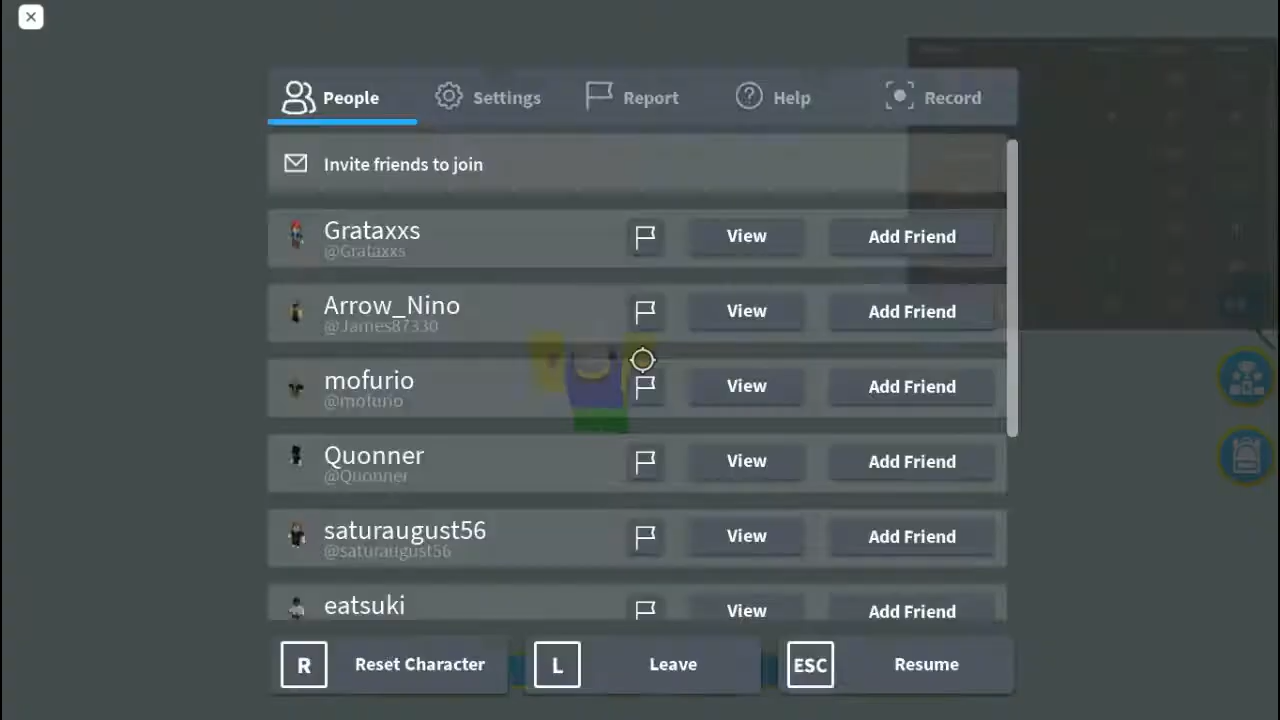 People
Settings
Report
Help
Record
Invite friends to join
Grataxxs
@Grataxxs
View
Add Friend
Arrow_Nino
@James87330
View
Add Friend
mofurio
@mofurio
View
Add Friend
Quonner
@Quonner
View
Add Friend
saturaugust56
@saturaugust56
View
Add Friend
eatsuki
View
Add Friend
R
Reset Character
L
Leave
ESC
Resume